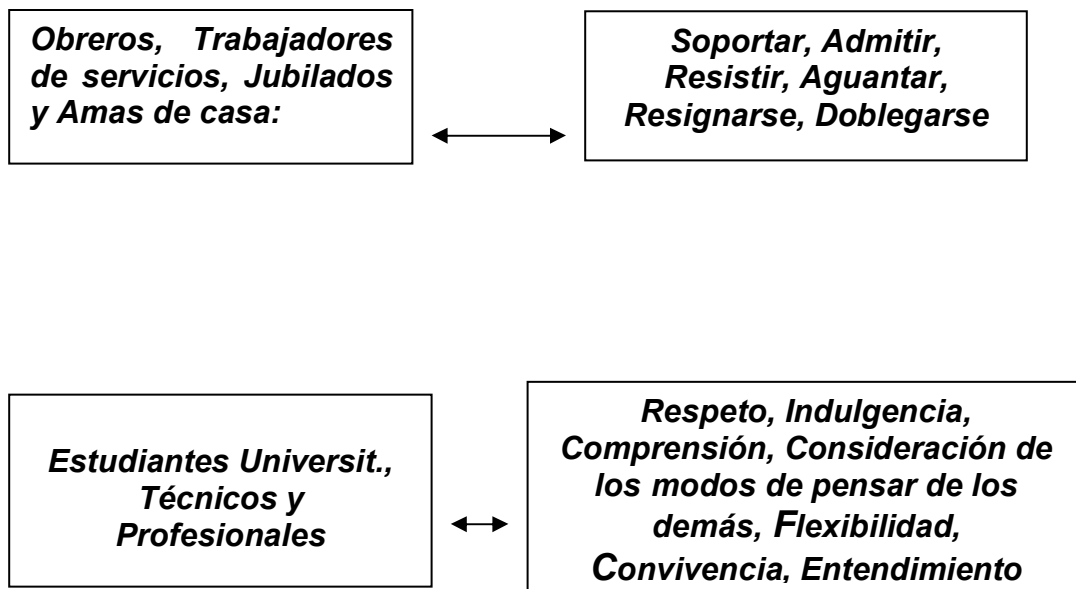 Obreros, Trabajadores
de servicios, Jubilados
y Amas de casa:
Soportar, Admitir,
Resistir, Aguantar,
Resignarse, Doblegarse
Estudiantes Universit.,
Técnicos y
Profesionales
Respeto, Indulgencia,
Comprensión, Consideración de
los modos de pensar de los
demás, Flexibilidad,
Convivencia, Entendimiento